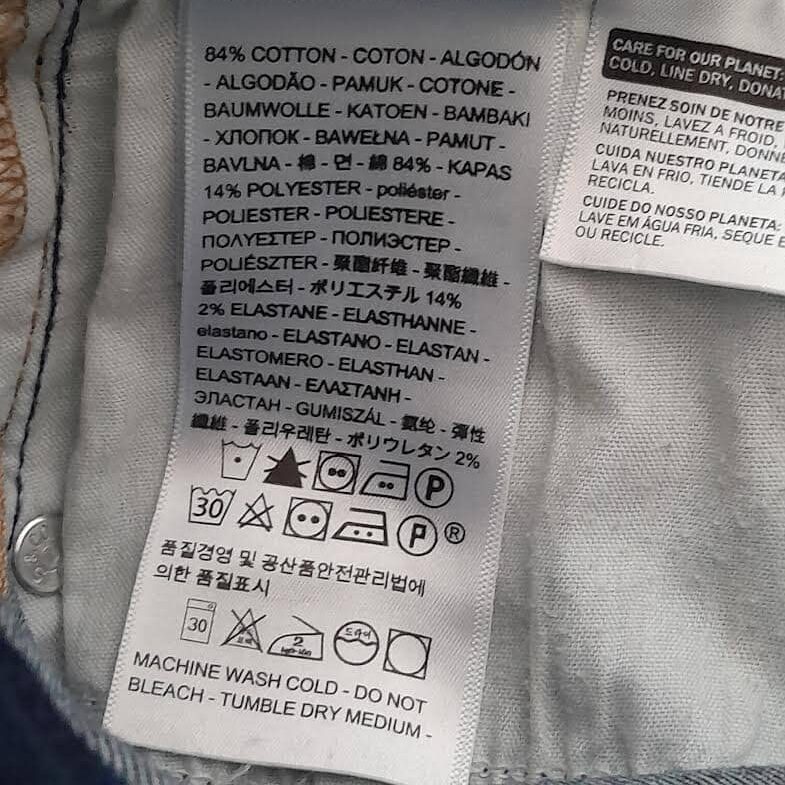 84% COTTON - COTON - ALGODÓN
- ALGODÃO - PAMUK - COTONE -
BAUMWOLLE - KATOEN - BAMBAKI
- ХЛОПОК - BAWEŁNA - PAMUT -
BAVLNA - 棉 - 면 - 綿 84% - KAPAS
14% POLYESTER - poliéster -
POLIESTER - POLIESTERE -
ΠΟΛΥΕΣΤΕΡ - ПОЛИЭСТЕР -
POLIÉSZTER - 聚酯纤维 - 聚酯纖維 -
폴리에스터 - ポリエステル 14%
2% ELASTANE - ELASTHANNE -
elastano - ELASTANO - ELASTAN -
ELASTOMERO - ELASTHAN -
ELASTAAN - ΕΛΑΣΤΑΝΗ -
ЭЛАСТАН - GUMISZÁL - 氨纶 - 彈性
纖維 - 폴리우레탄 - ポリウレタン 2%
P
30 P ®
품질경영 및 공산품안전관리법에
의한 품질표시
30 2 드라이
MACHINE WASH COLD - DO NOT
BLEACH - TUMBLE DRY MEDIUM -
CARE FOR OUR PLANET:
COLD, LINE DRY,
PRENEZ SOIN DE NOTRE
MOINS, LAVEZ A FROID,
NATURELLEMENT,
CUIDA NUESTRO
LAVA EN FRIO, TIENDE LA
RECICLA.
CUIDE DO NOSSO PLANETA:
LAVE EM ÁGUA FRIA, SEQUE
OU RECICLE.